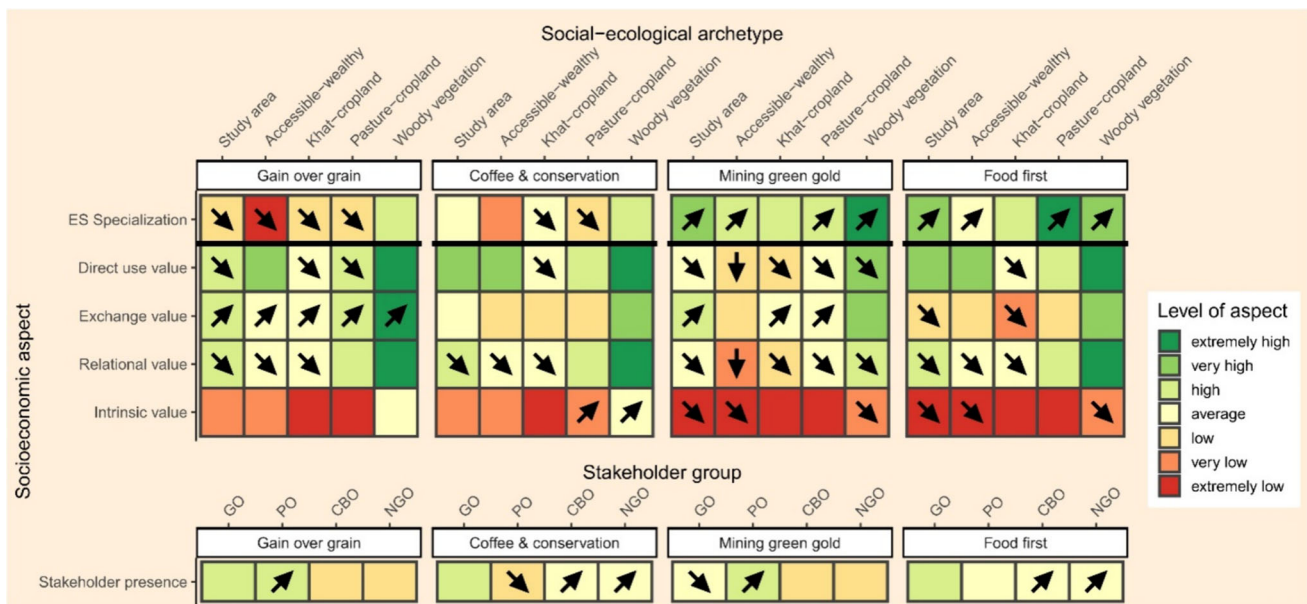 Social-ecological archetype
Study area
Accessible-wealthy
Khat-cropland
Pasture-cropland
Woody vegetation
Study area
Accessible-wealthy
Khat-cropland
Pasture-cropland
Woody vegetation
Study area
Accessible-wealthy
Khat-cropland
Pasture-cropland
Woody vegetation
Study area
Accessible-wealthy
Khat-cropland
Pasture-cropland
Woody vegetation
Gain over grain
Coffee & conservation
Mining green gold
Food first
Socioeconomic aspect
ES Specialization
Direct use value
Exchange value
Relational value
Intrinsic value
Level of aspect
extremely high
very high
high
average
low
very low
extremely low
Stakeholder group
GO
PO
CBO
NGO
GO
PO
CBO
NGO
GO
PO
CBO
NGO
GO
PO
CBO
NGO
Gain over grain
Coffee & conservation
Mining green gold
Food first
Stakeholder presence